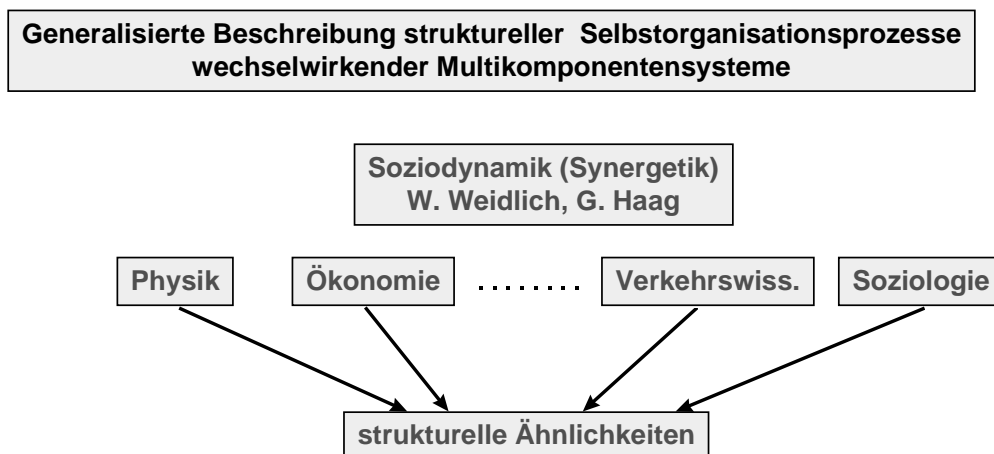 Generalisierte Beschreibung struktureller Selbstorganisationsprozesse
wechselwirkender Multikomponentensysteme
Soziodynamik (Synergetik)
W. Weidlich, G. Haag
Physik Ökonomie ........ Verkehrswiss. Soziologie
strukturelle Ähnlichkeiten